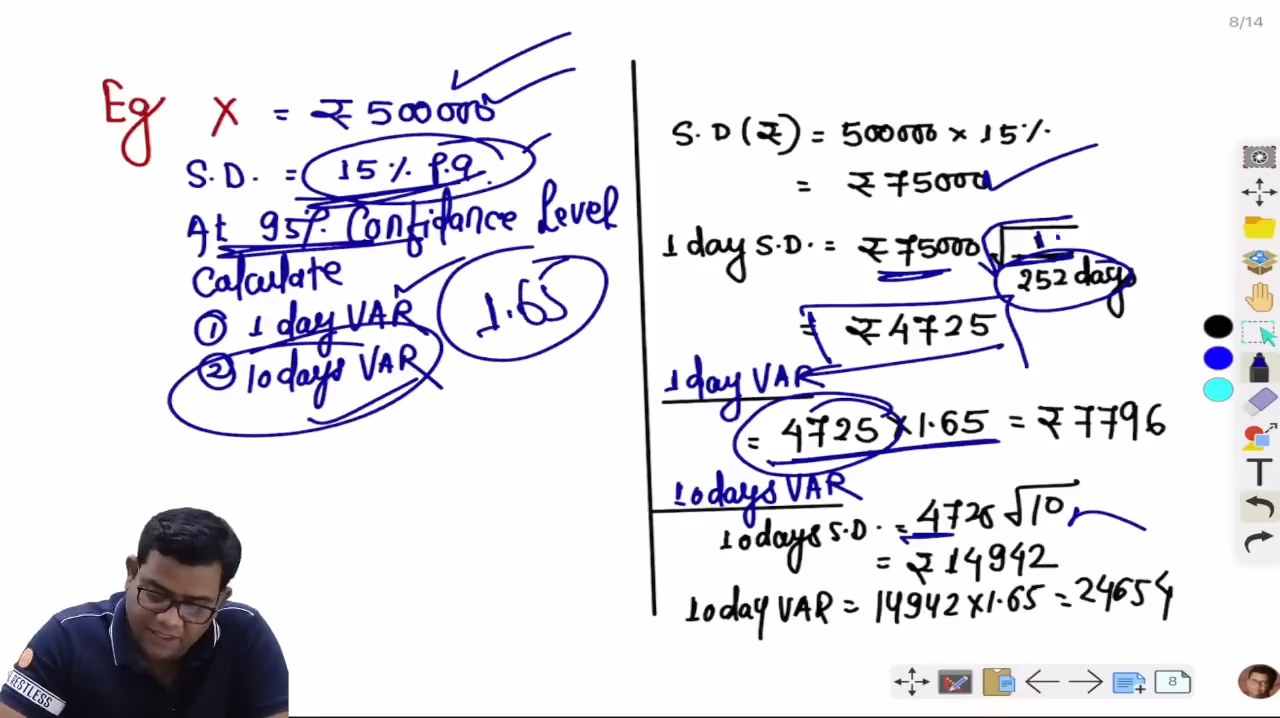 8/14
Eg X = ₹ 500000
S.D. = 15% P.a.
At 95% Confidance Level
Calculate
① 1 day VAR
② 10 days VAR
1.65
S.D (₹) = 500000 × 15%
= ₹ 75000
1 day S.D. = ₹ 75000 √1/252 days
= ₹ 4725
1 day VAR
= 4725 × 1.65 = ₹ 7796
10 days VAR
10 days S.D. = 4725 √10
= ₹ 14942
10 day VAR = 14942 × 1.65 = 24654
RESTLESS
T
8